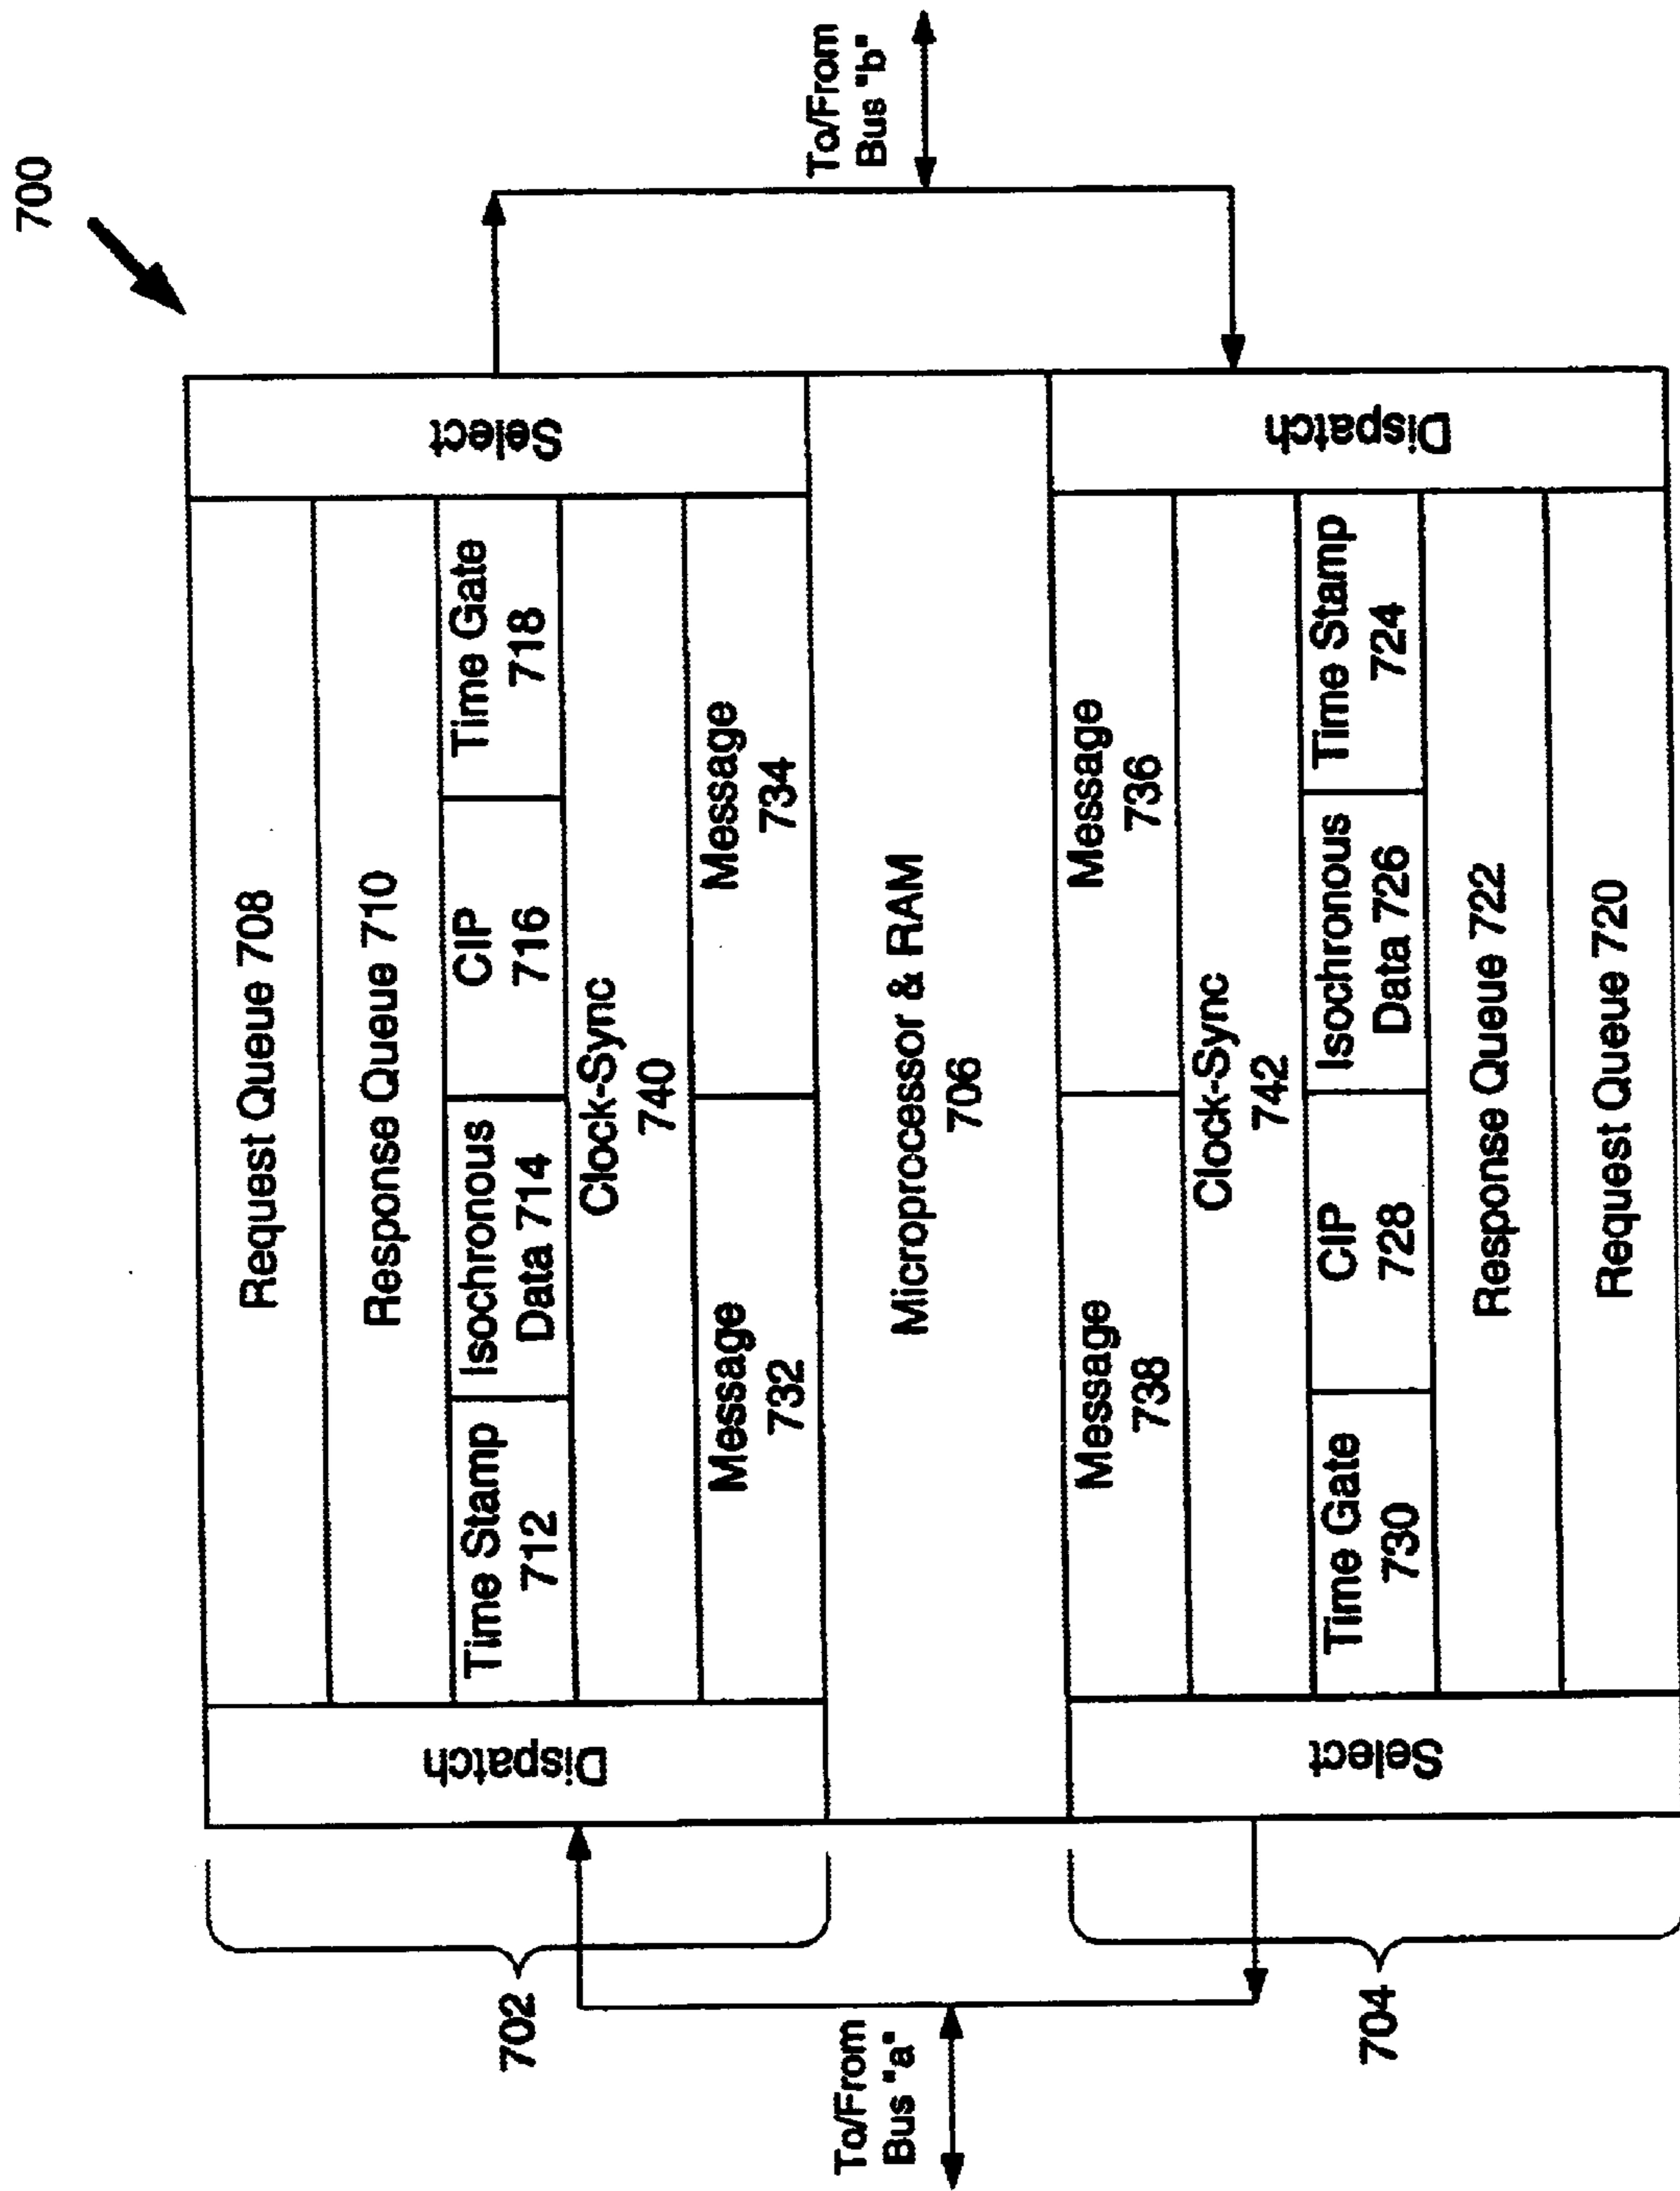 700
To/From
Bus "a"
To/From
Bus "b"
702
704
Dispatch
Select
Request Queue 708
Response Queue 710
Time Stamp
712
Isochronous
Data 714
CIP
716
Time Gate
718
Clock-Sync
740
Message
732
Message
734
Microprocessor & RAM
706
Message
738
Message
736
Clock-Sync
742
Time Gate
730
CIP
728
Isochronous
Data 726
Time Stamp
724
Response Queue 722
Request Queue 720
Select
Dispatch